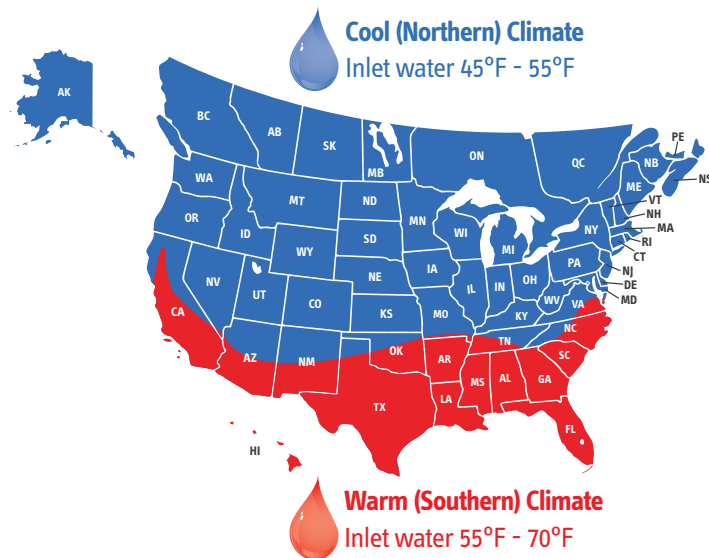 Cool (Northern) Climate
Inlet water 45°F - 55°F
AK
BC
AB
SK
MB
ON
QC
PE
NB
NS
ME
VT
NH
MA
RI
CT
NJ
DE
MD
WA
OR
ID
MT
ND
MN
WI
MI
NY
PA
WY
SD
IA
NE
NV
UT
CO
KS
MO
IL
IN
OH
WV
VA
KY
CA
AZ
NM
OK
AR
TN
NC
SC
MS
AL
GA
LA
TX
FL
HI
Warm (Southern) Climate
Inlet water 55°F - 70°F